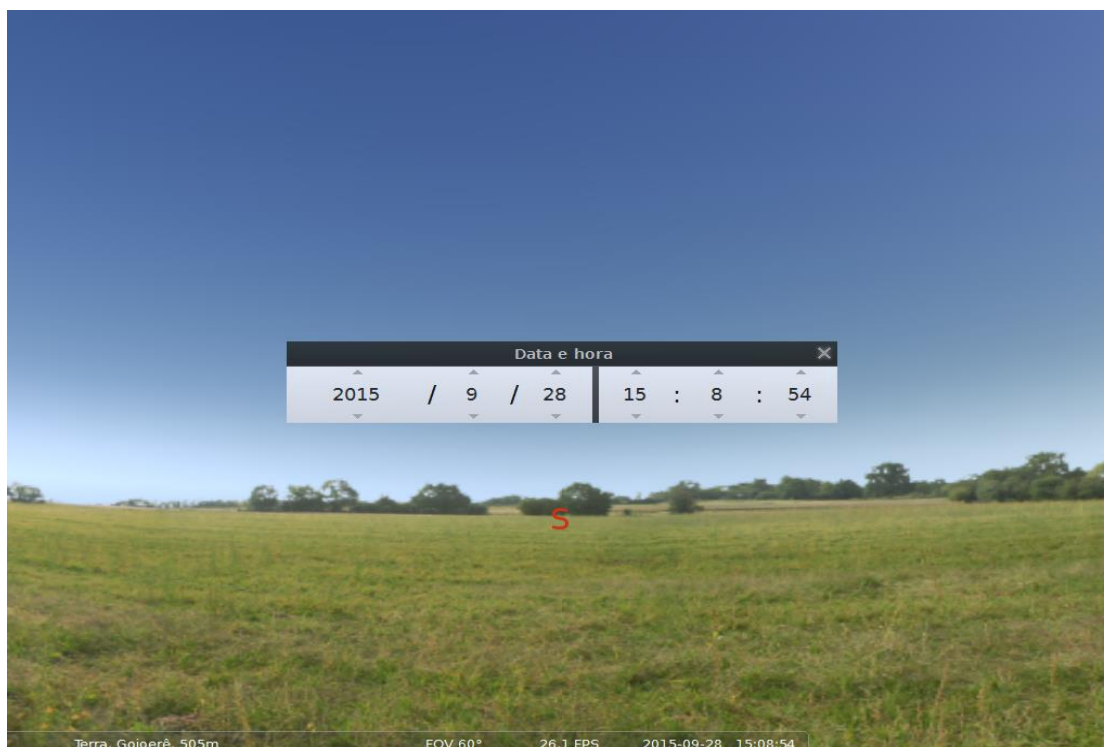 Data e hora
2015 / 9 / 28 15 : 8 : 54
S
Terra, Goioerê, 505m FOV 60° 26.1 FPS 2015-09-28 15:08:54